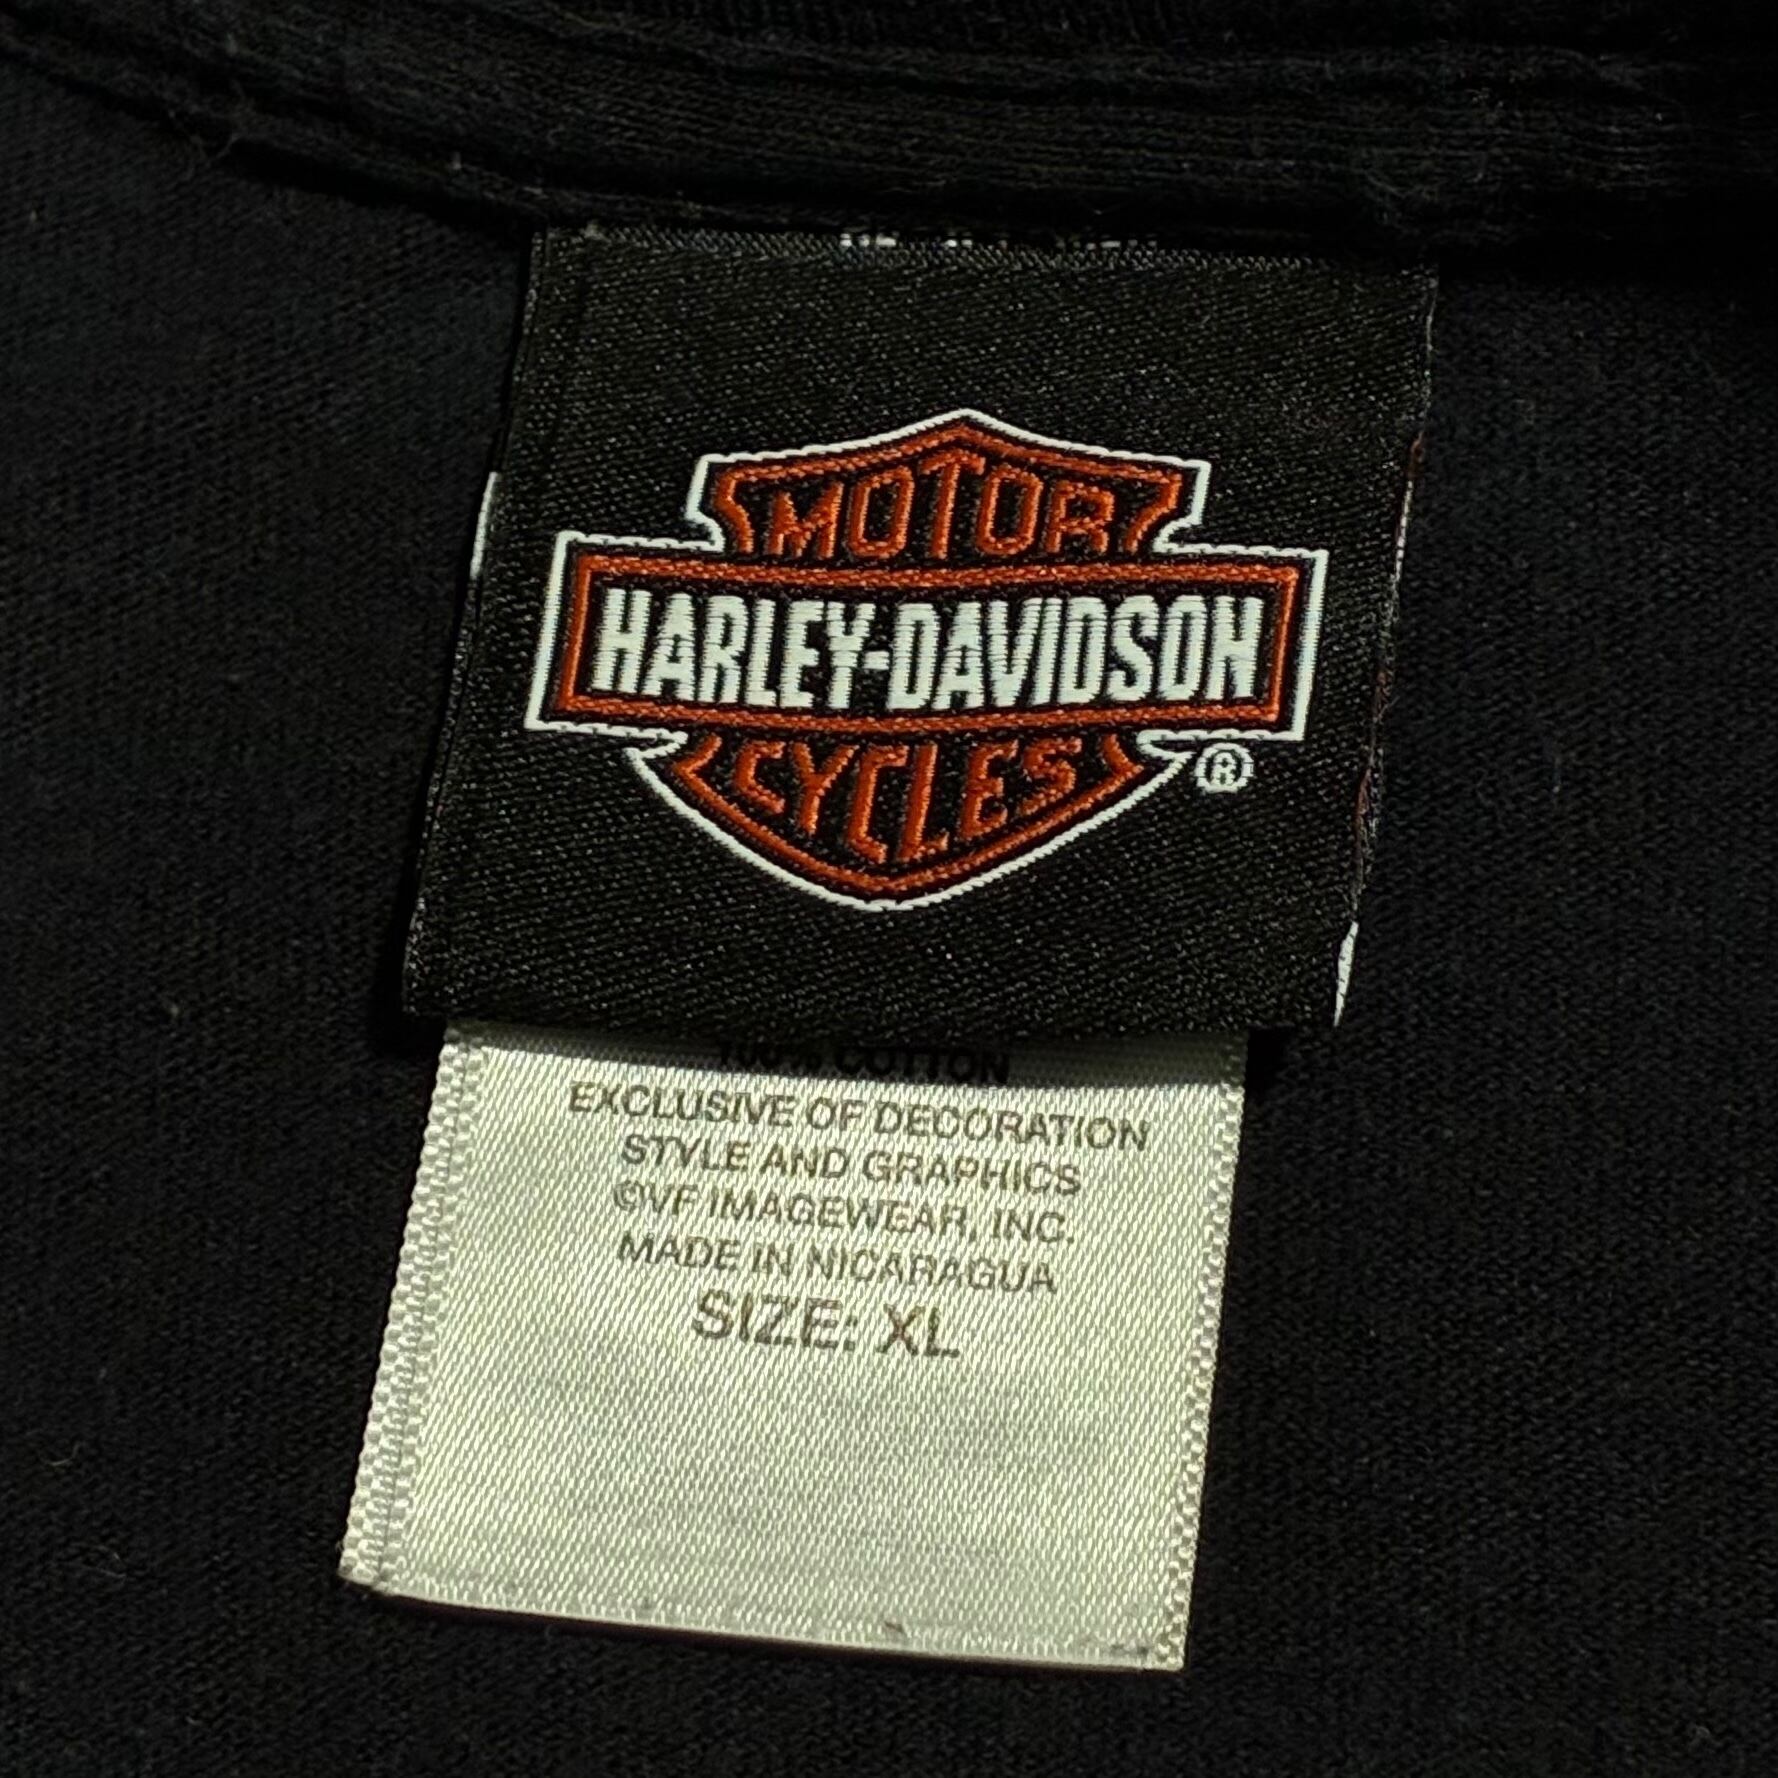 MOTOR
HARLEY-DAVIDSON
CYCLES
®
100% COTTON
EXCLUSIVE OF DECORATION
STYLE AND GRAPHICS
©VF IMAGEWEAR, INC.
MADE IN NICARAGUA
SIZE: XL